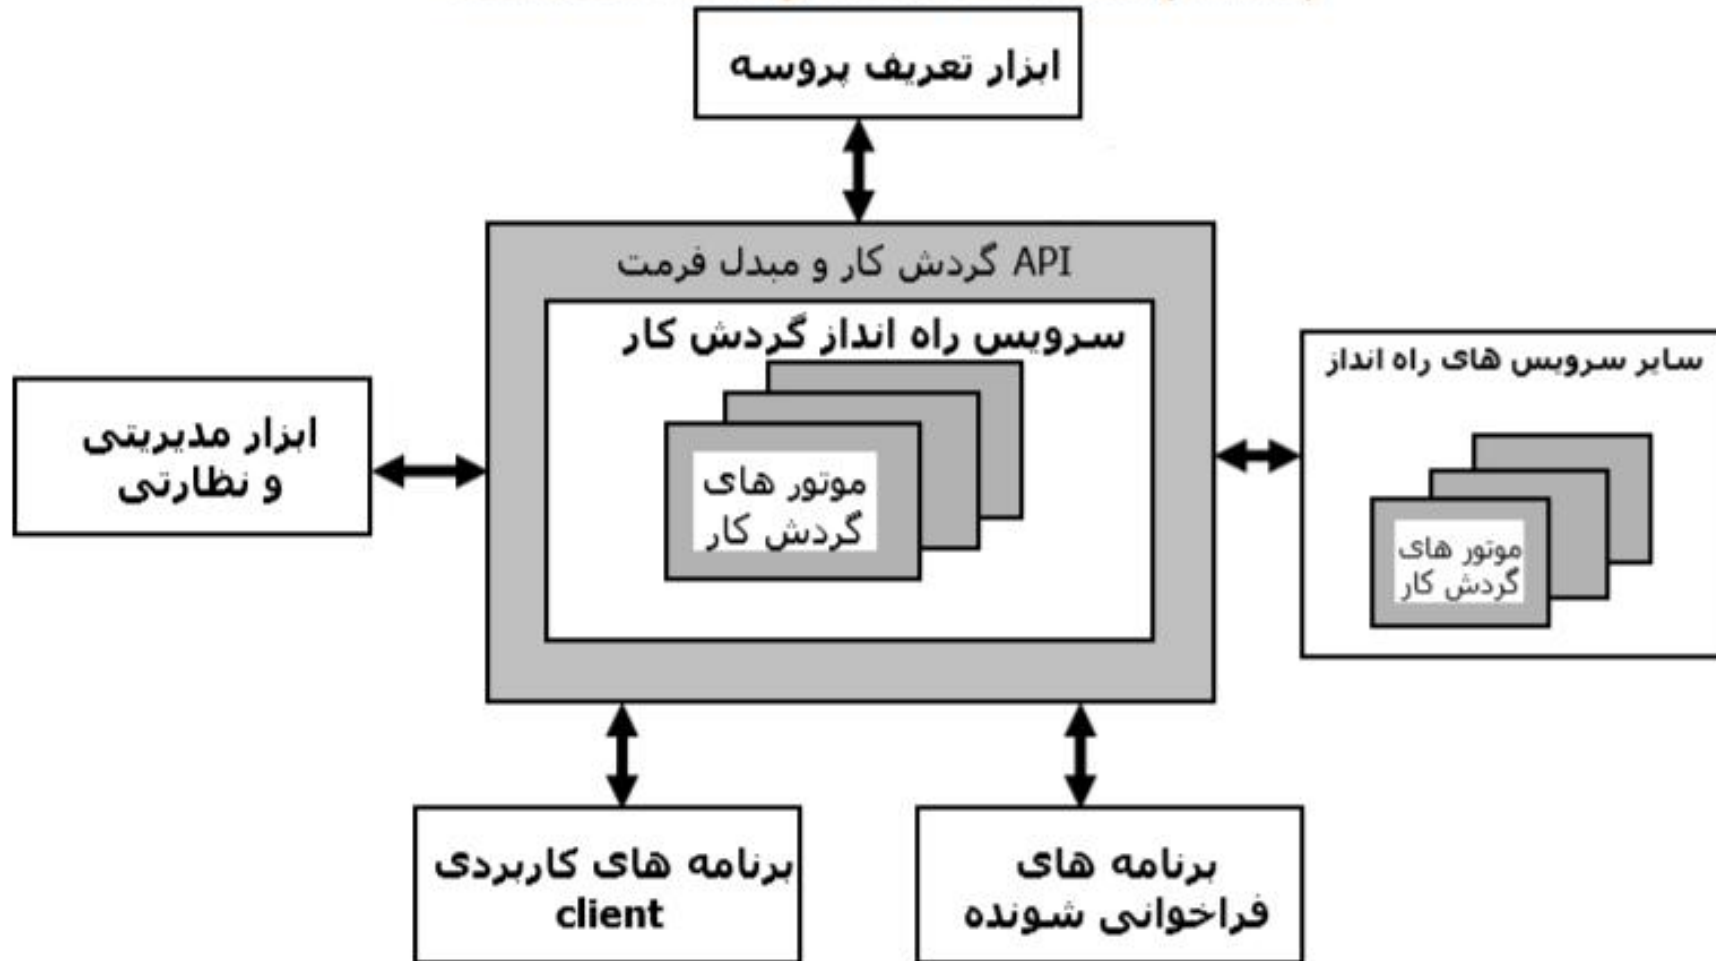 ابزار تعریف پروسه
API گردش کار و مبدل فرمت
سرویس راه انداز گردش کار
موتور های
گردش کار
سایر سرویس های راه انداز
موتور های
گردش کار
ابزار مدیریتی
و نظارتی
برنامه های کاربردی
client
برنامه های
فراخوانی شونده